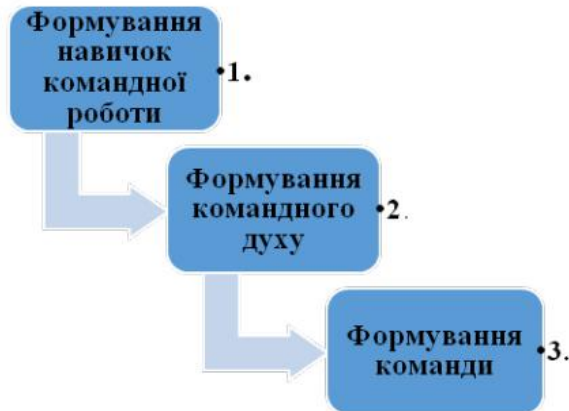 Формування
навичок
командної
роботи
•1.
Формування
командного
духу
•2.
Формування
команди
•3.